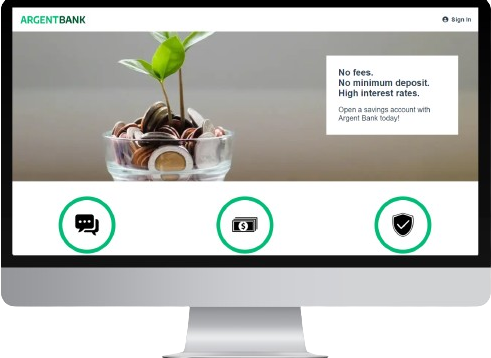 ARGENTBANK
Sign In
No fees.
No minimum deposit.
High interest rates.
Open a savings account with
Argent Bank today!